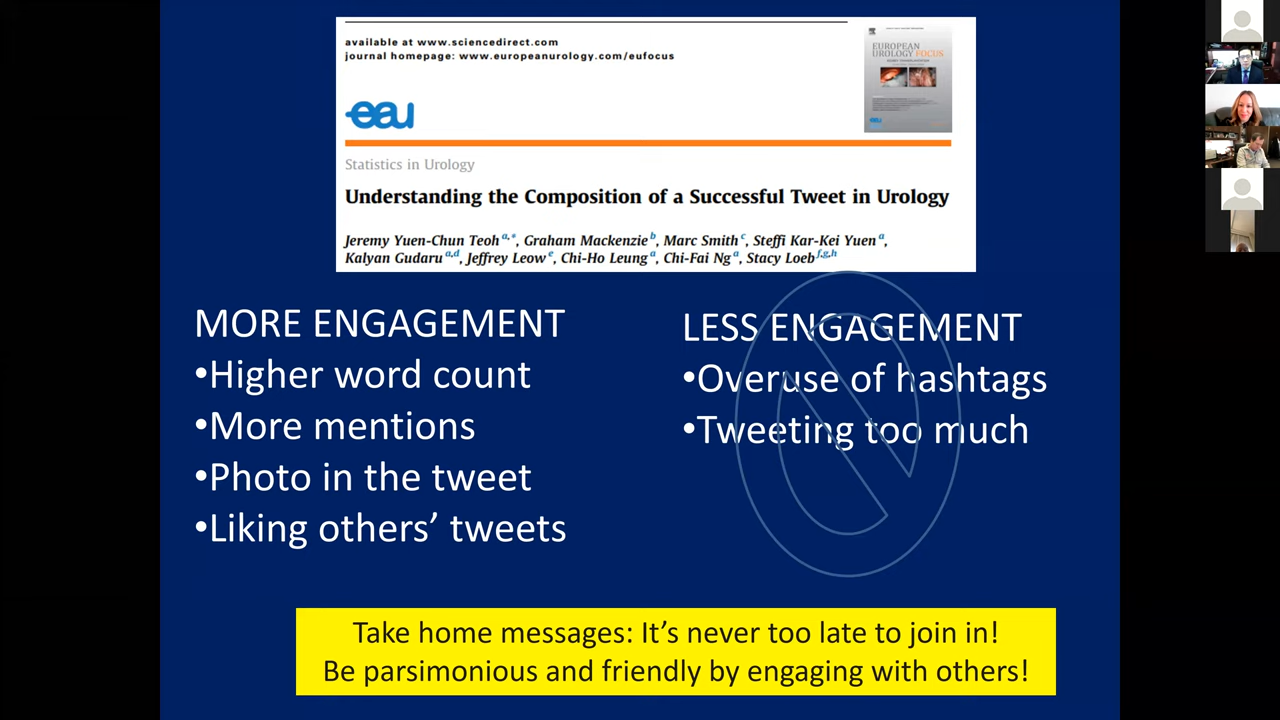 available at www.sciencedirect.com
journal homepage: www.europeanurology.com/eufocus
EUROPEAN
UROLOGY FOCUS
eau
Statistics in Urology
Understanding the Composition of a Successful Tweet in Urology
Jeremy Yuen-Chun Teoh a,*, Graham Mackenzie b, Marc Smith c, Steffi Kar-Kei Yuen a,
Kalyan Gudaru a,d, Jeffrey Leow e, Chi-Ho Leung a, Chi-Fai Ng a, Stacy Loeb f,g,h
MORE ENGAGEMENT
•Higher word count
•More mentions
•Photo in the tweet
•Liking others’ tweets
LESS ENGAGEMENT
•Overuse of hashtags
•Tweeting too much
Take home messages: It’s never too late to join in!
Be parsimonious and friendly by engaging with others!